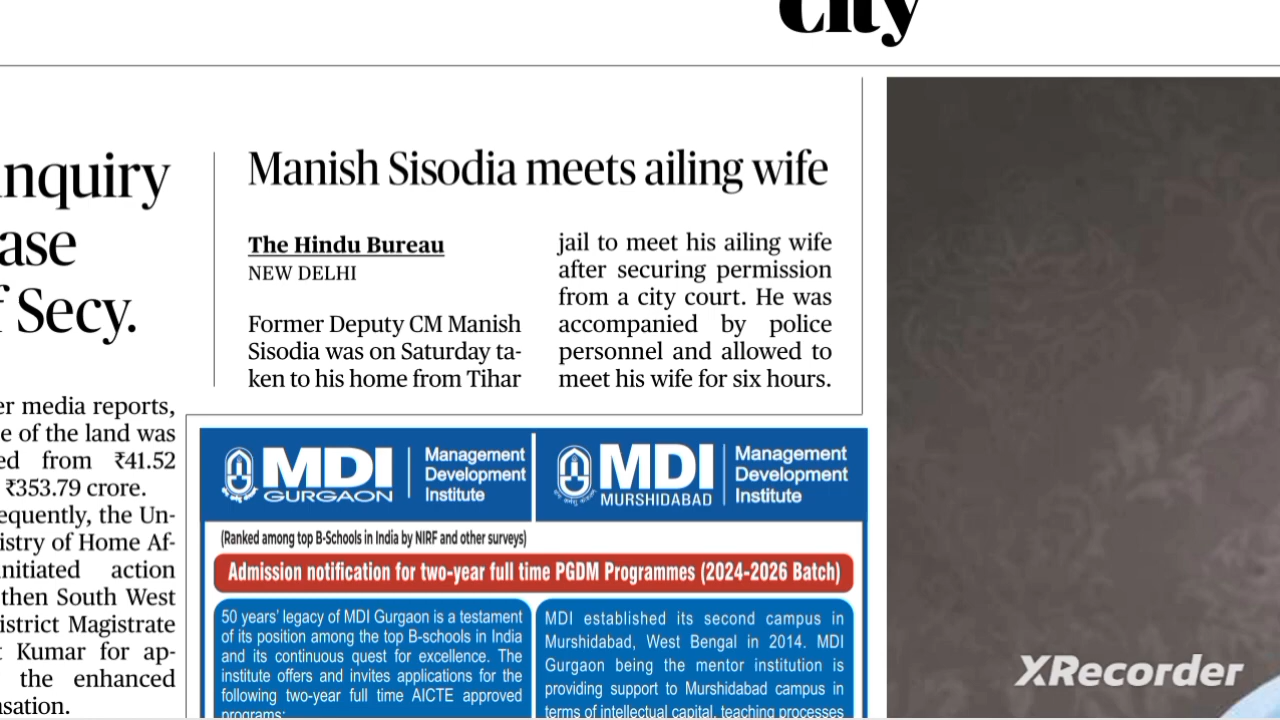 city
nquiry
ase
f Secy.
er media reports,
e of the land was
ed from ₹41.52
₹353.79 crore.
equently, the Un-
istry of Home Af-
nitiated action
then South West
istrict Magistrate
t Kumar for ap-
the enhanced
nsation.
Manish Sisodia meets ailing wife
The Hindu Bureau
NEW DELHI
Former Deputy CM Manish
Sisodia was on Saturday ta-
ken to his home from Tihar
jail to meet his ailing wife
after securing permission
from a city court. He was
accompanied by police
personnel and allowed to
meet his wife for six hours.
MDI
GURGAON
Management
Development
Institute
MDI
MURSHIDABAD
Management
Development
Institute
(Ranked among top B-Schools in India by NIRF and other surveys)
Admission notification for two-year full time PGDM Programmes (2024-2026 Batch)
50 years' legacy of MDI Gurgaon is a testament
of its position among the top B-schools in India
and its continuous quest for excellence. The
institute offers and invites applications for the
following two-year full time AICTE approved
programs:
MDI established its second campus in
Murshidabad, West Bengal in 2014. MDI
Gurgaon being the mentor institution is
providing support to Murshidabad campus in
terms of intellectual capital, teaching processes
XRecorder